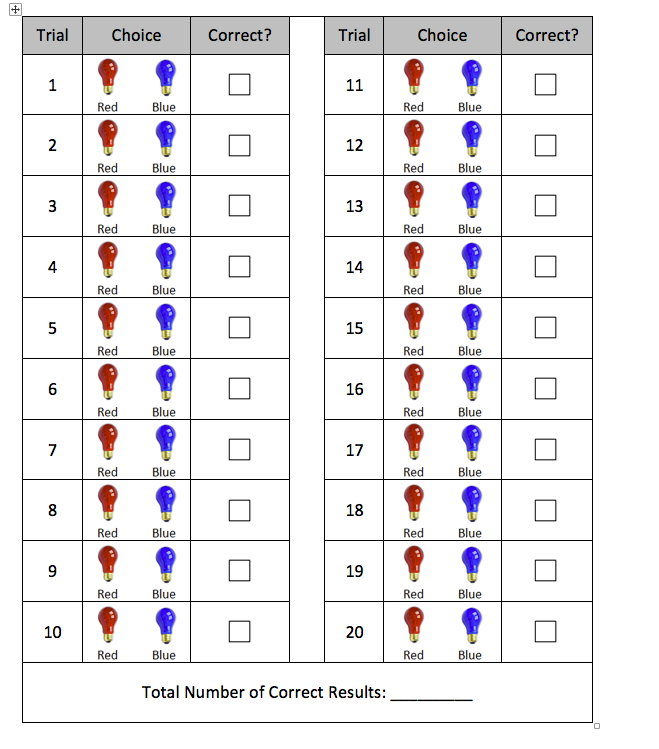 Trial Choice Correct? Trial Choice Correct?
1 11
Red Blue Red Blue
2 12
Red Blue Red Blue
3 13
Red Blue Red Blue
4 14
Red Blue Red Blue
5 15
Red Blue Red Blue
6 16
Red Blue Red Blue
7 17
Red Blue Red Blue
8 18
Red Blue Red Blue
9 19
Red Blue Red Blue
10 20
Red Blue Red Blue
Total Number of Correct Results: _________